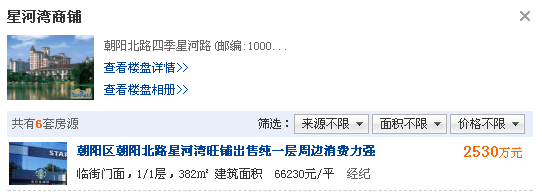 星河湾商铺
朝阳北路四季星河路(邮编:1000...
查看楼盘详情>>
查看楼盘相册>>
共有6套房源 筛选： 来源不限 面积不限 价格不限
朝阳区朝阳北路星河湾旺铺出售纯一层周边消费力强 2530万元
临街门面，1/1层，382㎡ 建筑面积 66230元/平 经纪
STAR